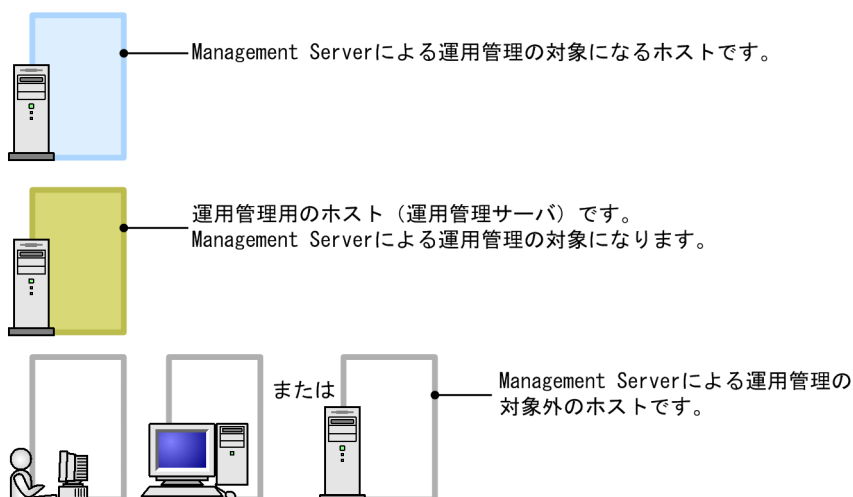 Management Serverによる運用管理の対象になるホストです。
運用管理用のホスト（運用管理サーバ）です。
Management Serverによる運用管理の対象になります。
または
Management Serverによる運用管理の
対象外のホストです。